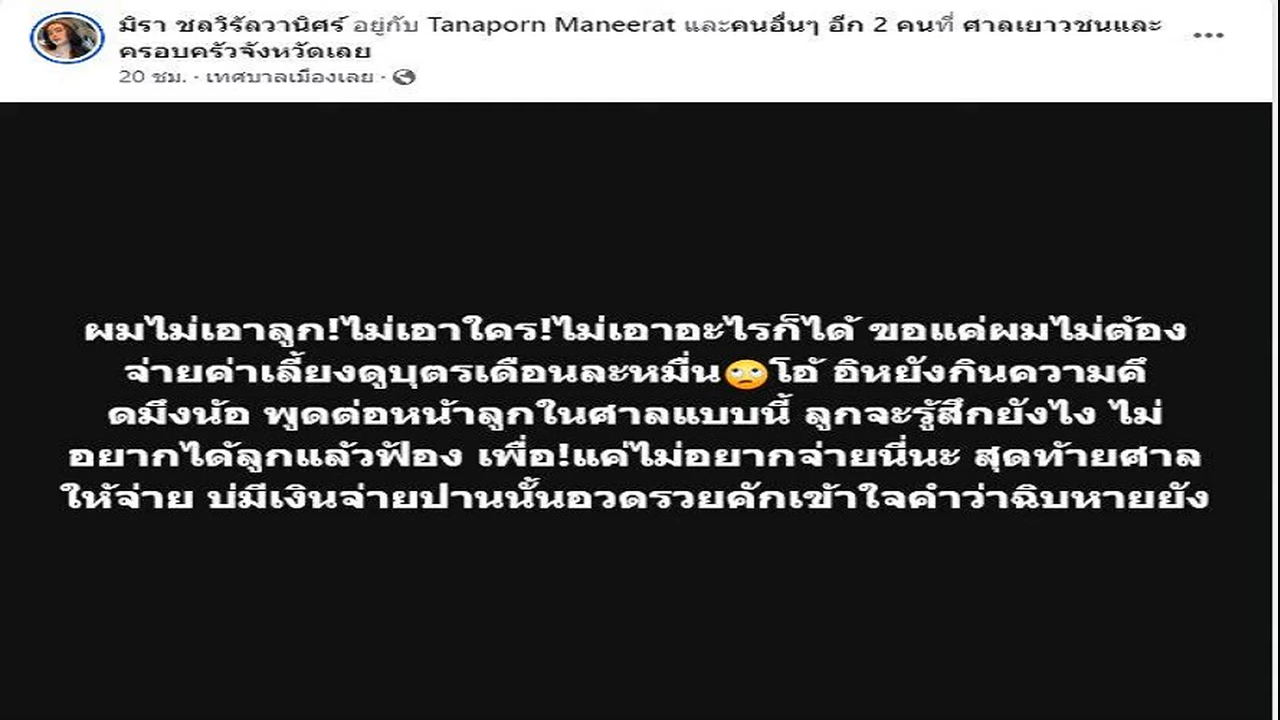 มิรา ชลวิรัลวานิศร์ อยู่กับ Tanaporn Maneerat และคนอื่นๆ อีก 2 คนที่ ศาลเยาวชนและ
ครอบครัวจังหวัดเลย
20 ชม. · เทศบาลเมืองเลย ·
ผมไม่เอาลูก!ไม่เอาใคร!ไม่เอาอะไรก็ได้ ขอแค่ผมไม่ต้อง
จ่ายค่าเลี้ยงดูบุตรเดือนละหมื่น🙄โอ้ อิหยังกินความคึ
ดมึงน้อ พูดต่อหน้าลูกในศาลแบบนี้ ลูกจะรู้สึกยังไง ไม่
อยากได้ลูกแล้วฟ้อง เพื่อ!แค่ไม่อยากจ่ายนี่นะ สุดท้ายศาล
ให้จ่าย บ่มีเงินจ่ายปานนั้นอวดรวยคักเข้าใจคำว่าฉิบหายยัง